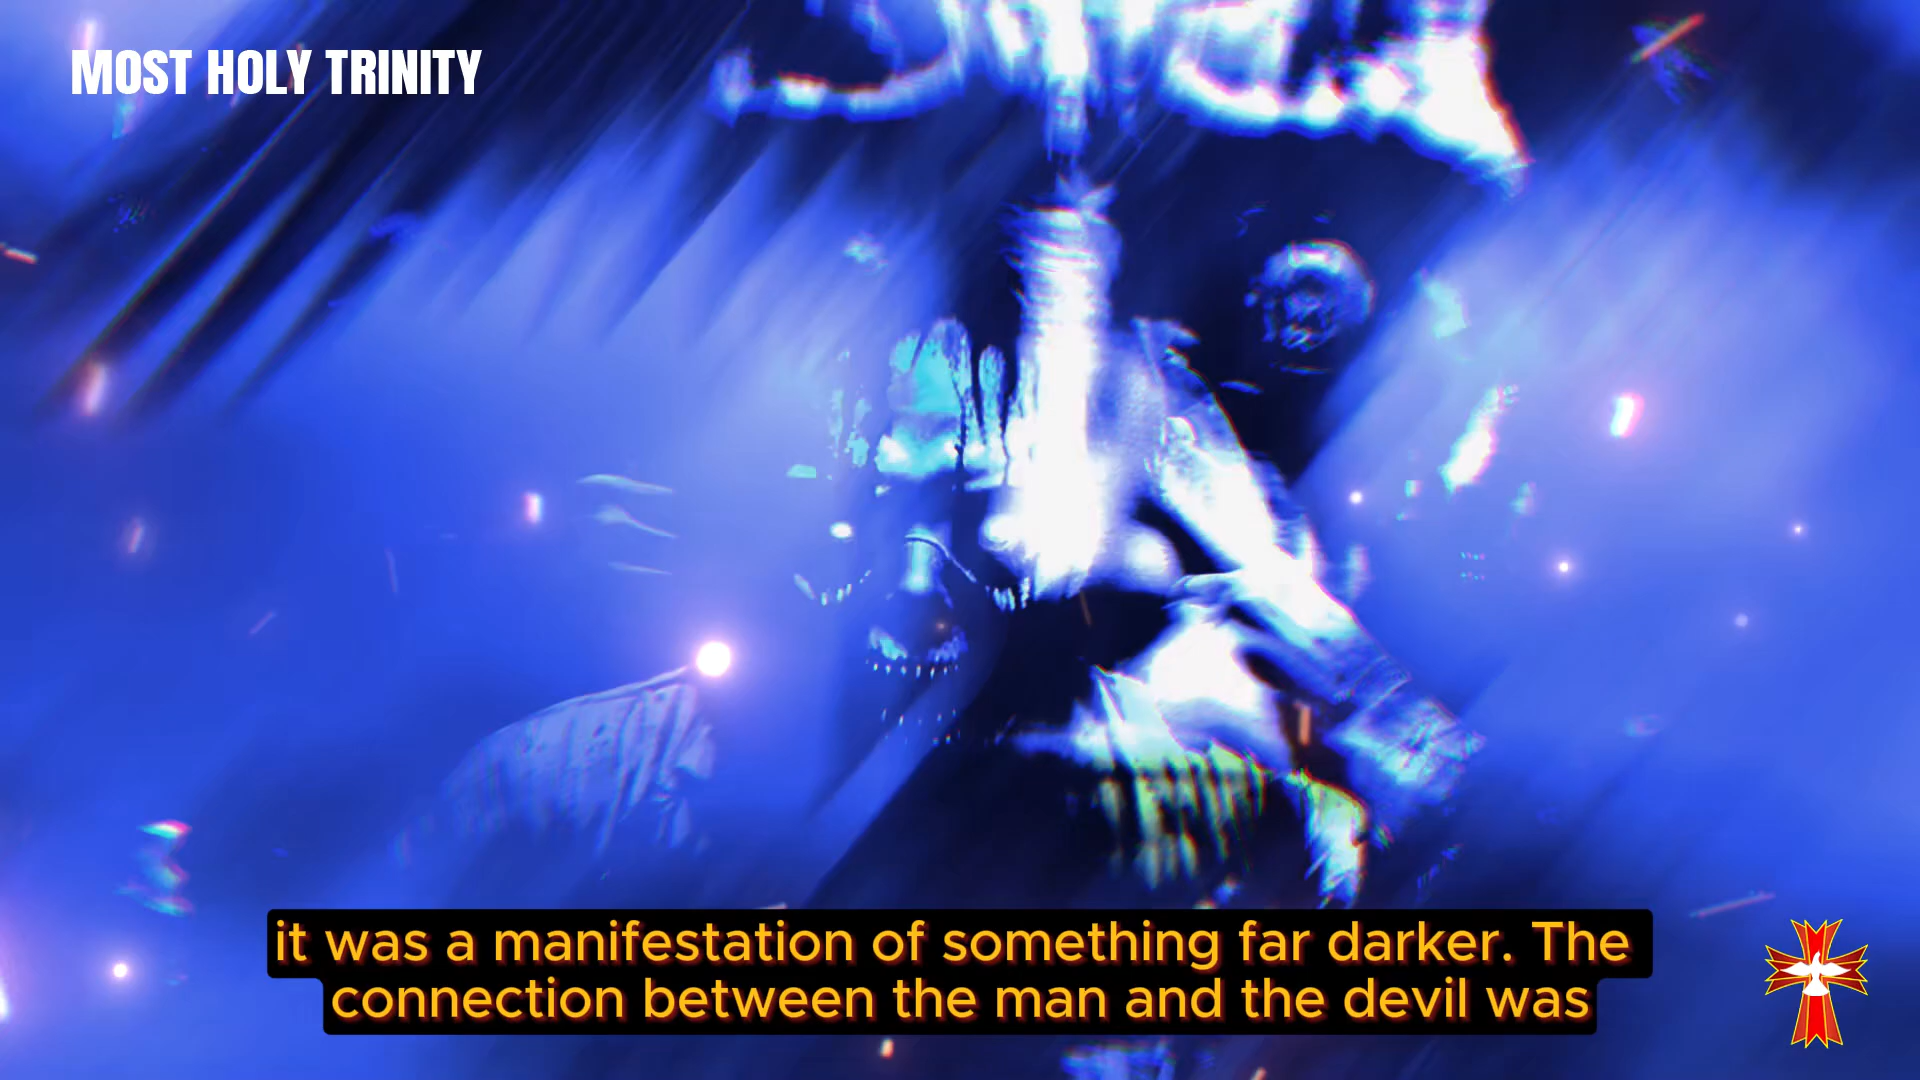 MOST HOLY TRINITY
it was a manifestation of something far darker. The
connection between the man and the devil was